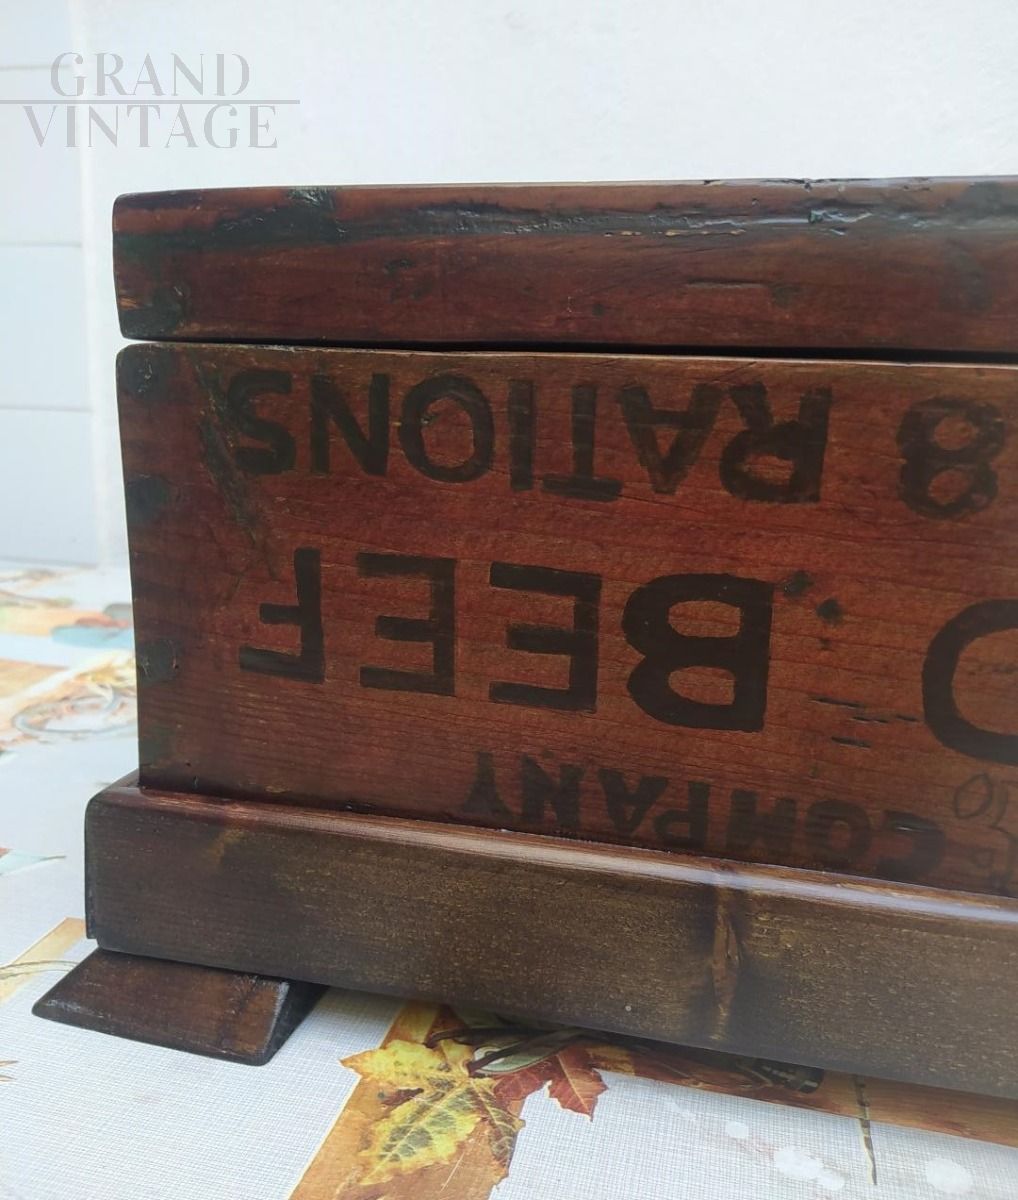 GRAND
VINTAGE
COMPANY
BEEF
8 RATIONS